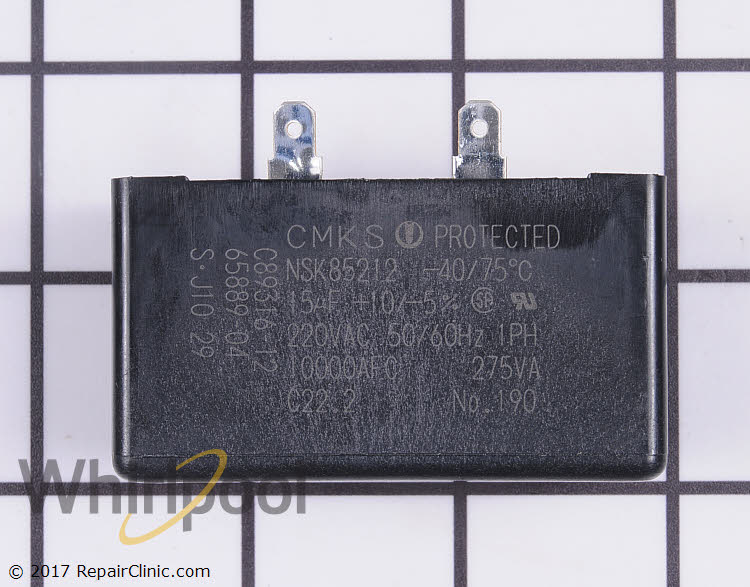 CMKS PROTECTED
NSK85212 -40/75°C
15µF +10/-5%
220VAC 50/60Hz 1PH
10000AFC 275VA
C22.2 No.190
C89316 12
65889-04
S-J10 29
Whirlpool
© 2017 RepairClinic.com